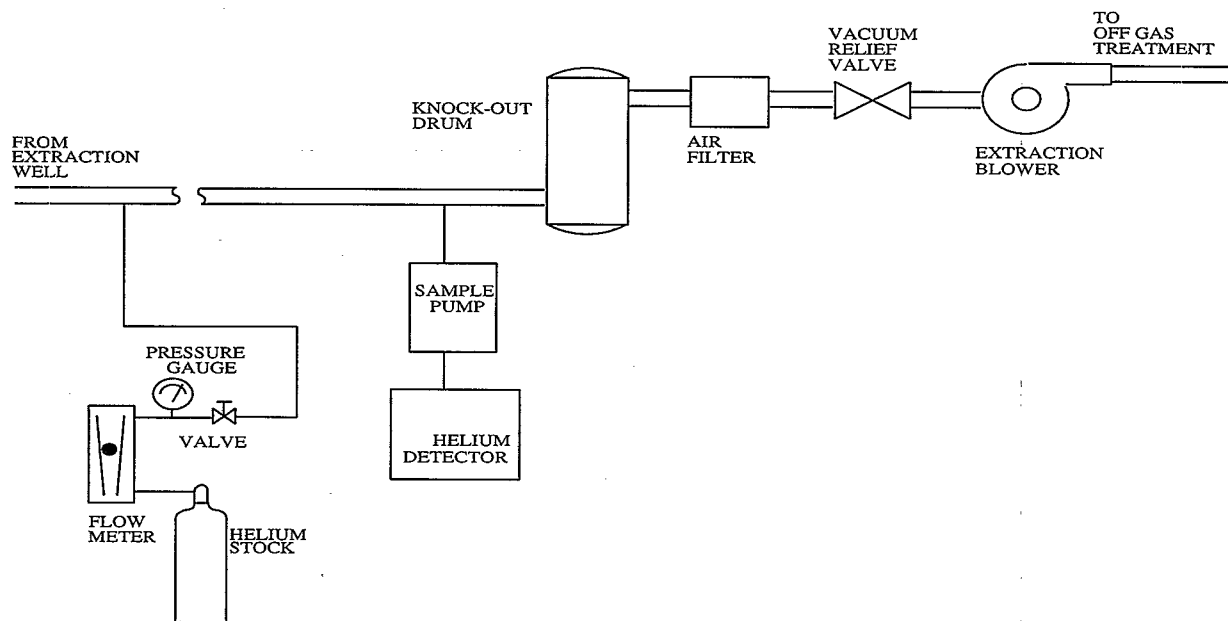 TO
OFF GAS
TREATMENT
VACUUM
RELIEF
VALVE
KNOCK-OUT
DRUM
AIR
FILTER
EXTRACTION
BLOWER
FROM
EXTRACTION
WELL
SAMPLE
PUMP
PRESSURE
GAUGE
VALVE
HELIUM
DETECTOR
FLOW
METER
HELIUM
STOCK